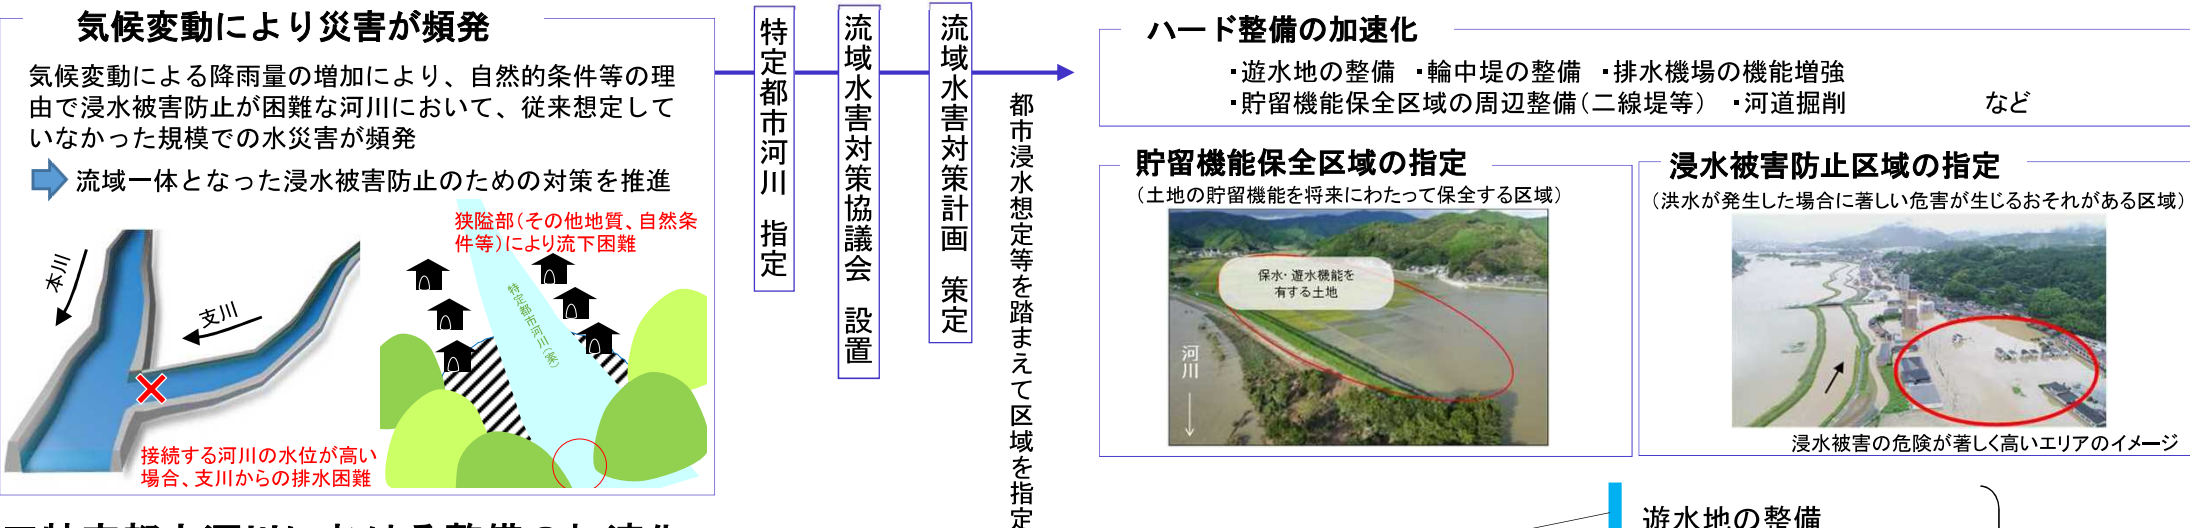 気候変動により災害が頻発
気候変動による降雨量の増加により、自然的条件等の理
由で浸水被害防止が困難な河川において、従来想定して
いなかった規模での水災害が頻発
流域一体となった浸水被害防止のための対策を推進
狭隘部（その他地質、自然条
件等）により流下困難
本川
支川
特定都市河川（案）
接続する河川の水位が高い
場合、支川からの排水困難
特定都市河川　指定
流域水害対策協議会　設置
流域水害対策計画　策定
都市浸水想定等を踏まえて区域を指定
ハード整備の加速化
・遊水地の整備　・輪中堤の整備　・排水機場の機能増強
・貯留機能保全区域の周辺整備（二線堤等）　・河道掘削　　　　　など
貯留機能保全区域の指定
（土地の貯留機能を将来にわたって保全する区域）
保水・遊水機能を
有する土地
河川
浸水被害防止区域の指定
（洪水が発生した場合に著しい危害が生じるおそれがある区域）
浸水被害の危険が著しく高いエリアのイメージ
遊水地の整備